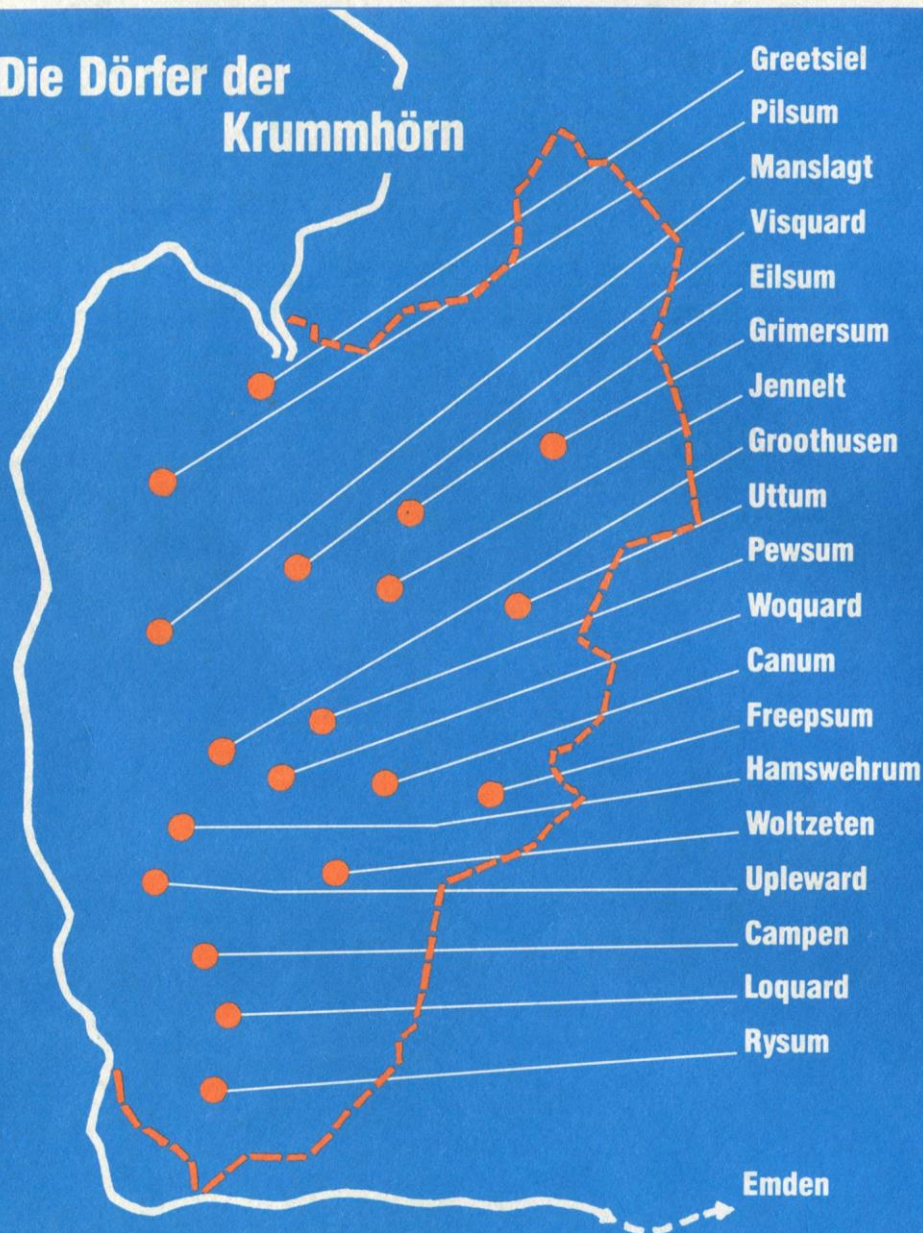 Die Dörfer der
Krummhörn
Greetsiel
Pilsum
Manslagt
Visquard
Eilsum
Grimersum
Jennelt
Groothusen
Uttum
Pewsum
Woquard
Canum
Freepsum
Hamswehrum
Woltzeten
Upleward
Campen
Loquard
Rysum
Emden